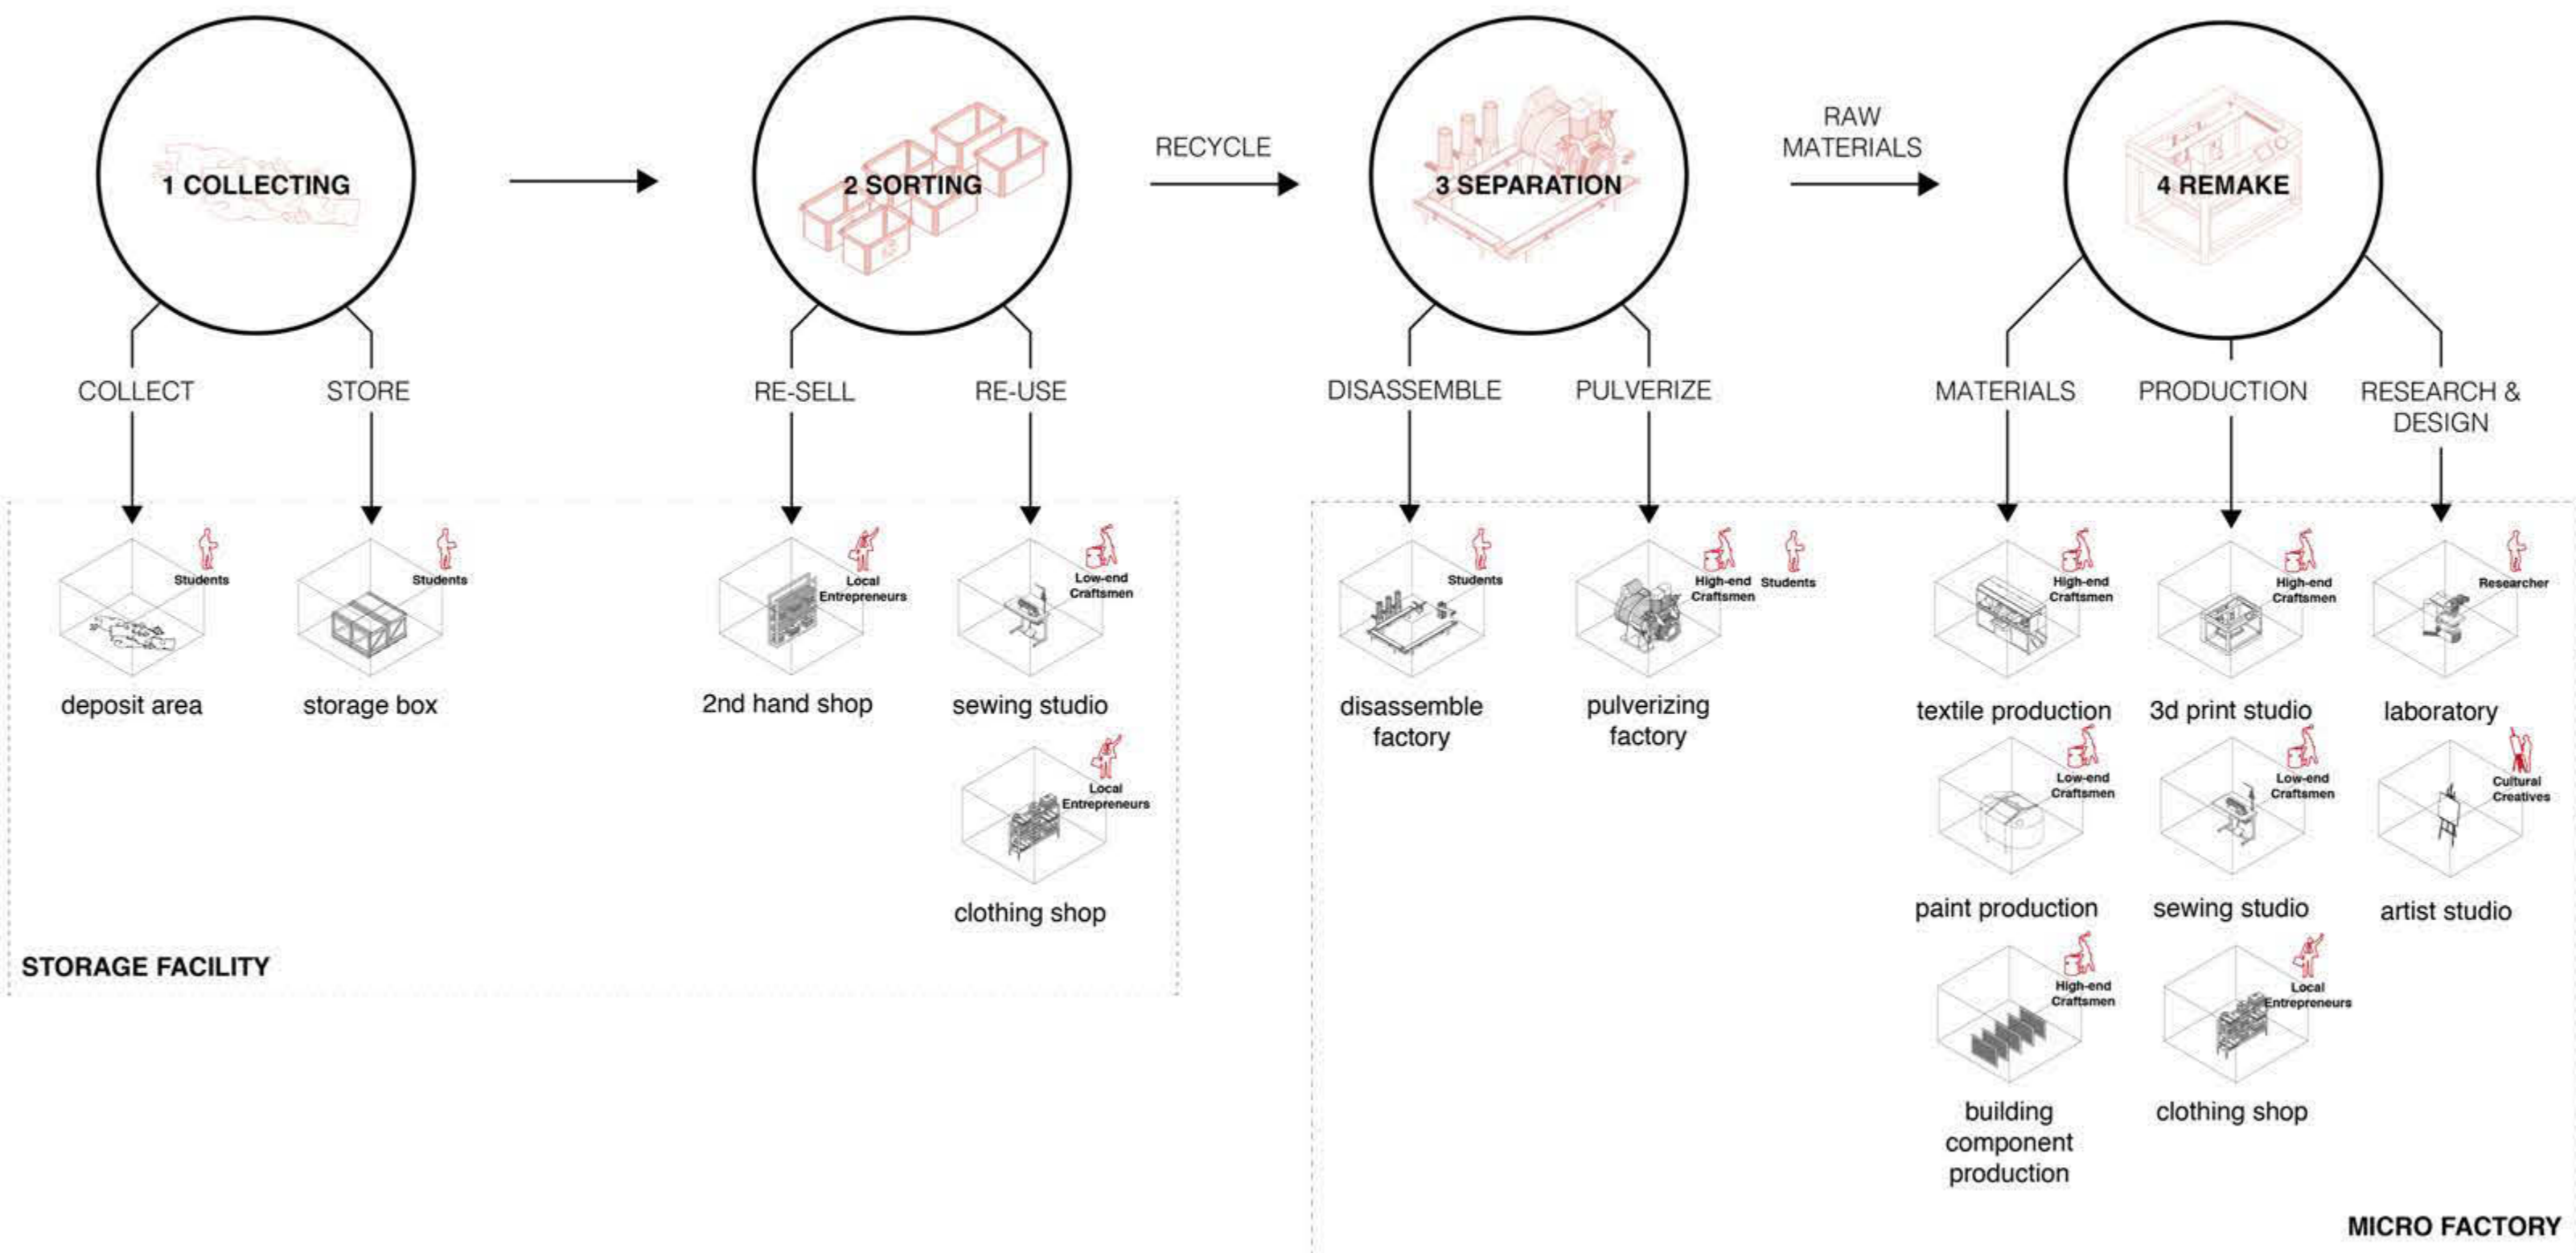 1 COLLECTING
2 SORTING
RECYCLE
3 SEPARATION
RAW
MATERIALS
4 REMAKE
COLLECT
STORE
RE-SELL
RE-USE
DISASSEMBLE
PULVERIZE
MATERIALS
PRODUCTION
RESEARCH &
DESIGN
Students
deposit area
Students
storage box
Local
Entrepreneurs
2nd hand shop
Low-end
Craftsmen
sewing studio
Local
Entrepreneurs
clothing shop
STORAGE FACILITY
Students
disassemble
factory
High-end
Craftsmen
Students
pulverizing
factory
High-end
Craftsmen
textile production
High-end
Craftsmen
3d print studio
Researcher
laboratory
Low-end
Craftsmen
paint production
Low-end
Craftsmen
sewing studio
Cultural
Creatives
artist studio
High-end
Craftsmen
building
component
production
Local
Entrepreneurs
clothing shop
MICRO FACTORY